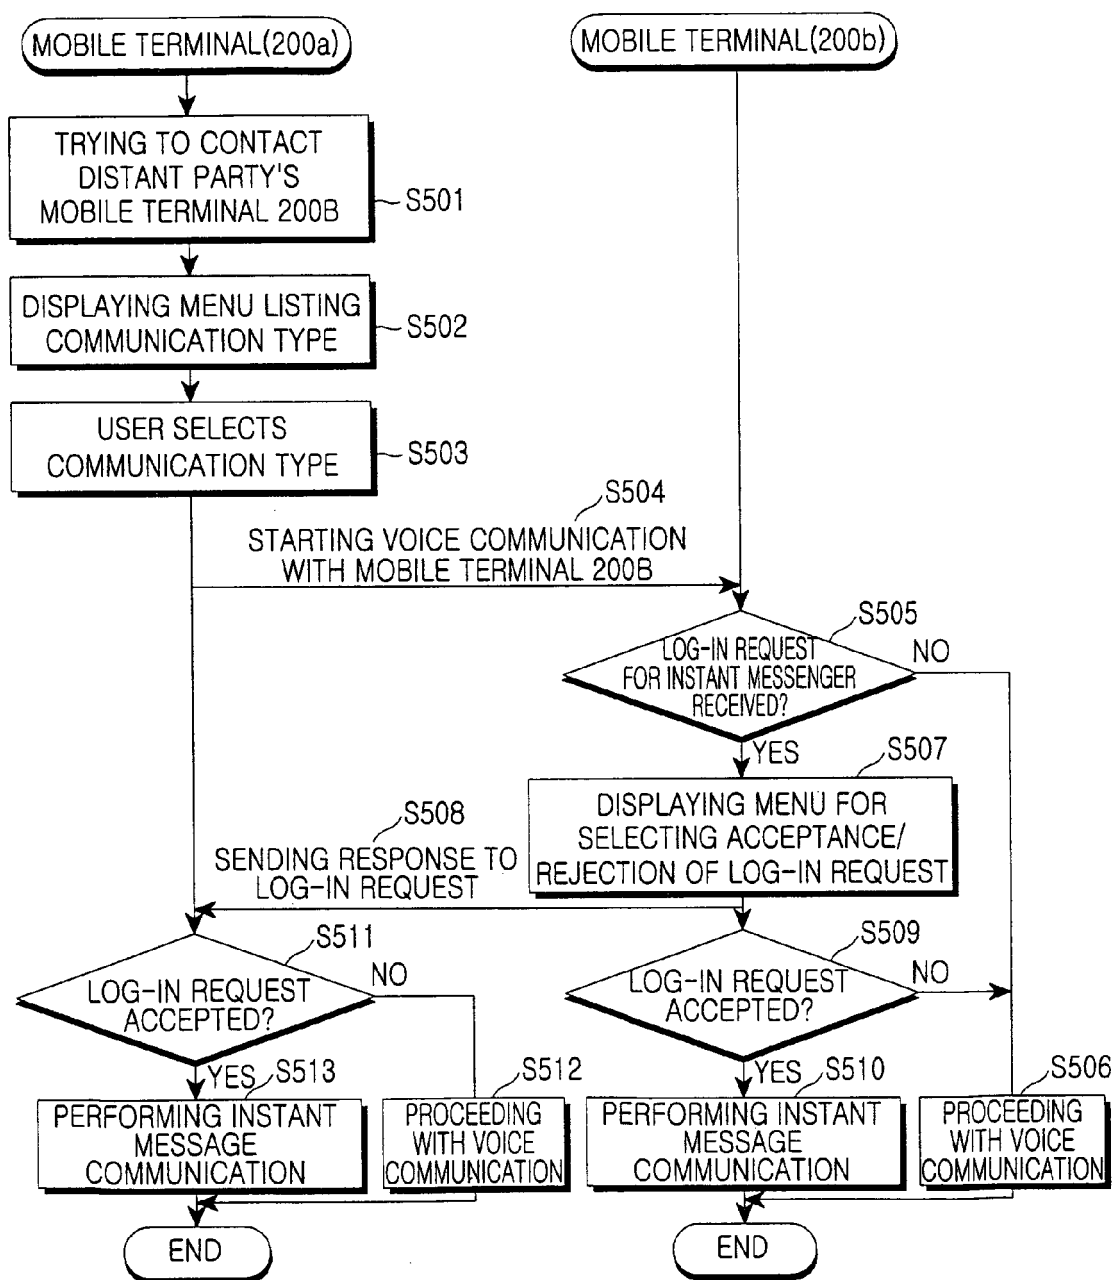 MOBILE TERMINAL(200a)
MOBILE TERMINAL(200b)
TRYING TO CONTACT
DISTANT PARTY'S
MOBILE TERMINAL 200B
S501
DISPLAYING MENU LISTING
COMMUNICATION TYPE
S502
USER SELECTS
COMMUNICATION TYPE
S503
S504
STARTING VOICE COMMUNICATION
WITH MOBILE TERMINAL 200B
S505
LOG-IN REQUEST
FOR INSTANT MESSENGER
RECEIVED?
NO
YES
S507
DISPLAYING MENU FOR
SELECTING ACCEPTANCE/
REJECTION OF LOG-IN REQUEST
S508
SENDING RESPONSE TO
LOG-IN REQUEST
S511
LOG-IN REQUEST
ACCEPTED?
NO
YES
S509
LOG-IN REQUEST
ACCEPTED?
NO
YES
S513
PERFORMING INSTANT
MESSAGE
COMMUNICATION
S512
PROCEEDING
WITH VOICE
COMMUNICATION
S510
PERFORMING INSTANT
MESSAGE
COMMUNICATION
S506
PROCEEDING
WITH VOICE
COMMUNICATION
END
END